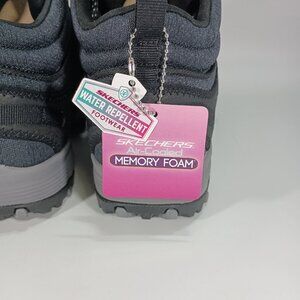 SKECHERS
WATER REPELLENT
FOOTWEAR
SKECHERS
Air-Cooled
MEMORY FOAM